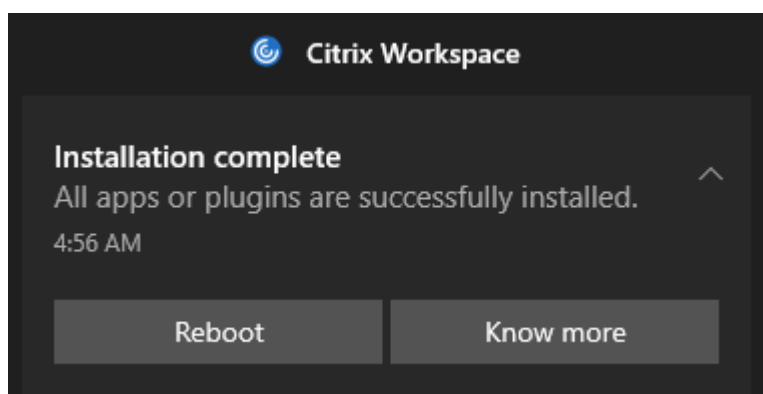 Citrix Workspace
Installation complete
All apps or plugins are successfully installed.
4:56 AM
Reboot
Know more